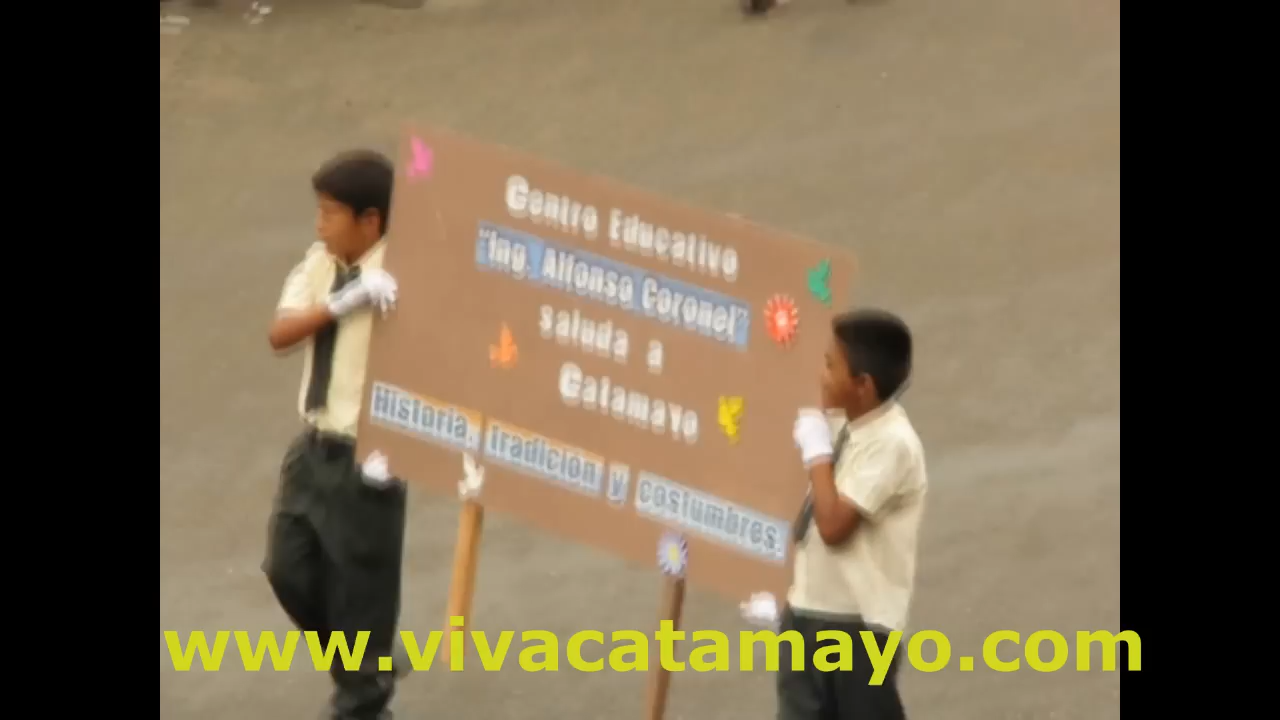 Centro Educativo
"Ing. Alfonso Coronel"
saluda a
Catamayo
Historia, tradición y costumbres.
www.vivacatamayo.com